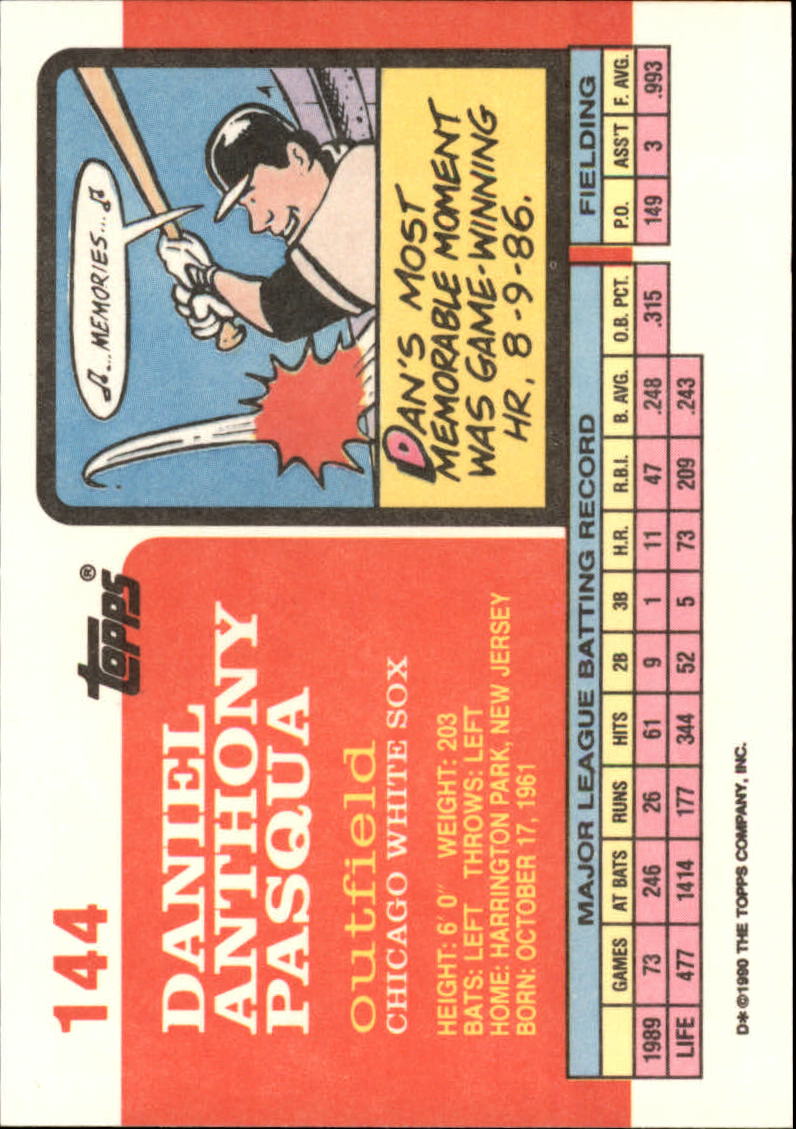 144
Topps®
DANIEL
ANTHONY
PASQUA
outfield
CHICAGO WHITE SOX
HEIGHT: 6' 0" WEIGHT: 203
BATS: LEFT THROWS: LEFT
HOME: HARRINGTON PARK, NEW JERSEY
BORN: OCTOBER 17, 1961
♫...MEMORIES...♫
DAN'S MOST
MEMORABLE MOMENT
WAS GAME-WINNING
HR, 8-9-86.
MAJOR LEAGUE BATTING RECORD FIELDING
GAMES AT BATS RUNS HITS 2B 3B H.R. R.B.I. B. AVG. O.B. PCT. P.O. ASS'T F. AVG.
1989 73 246 26 61 9 1 11 47 .248 .315 149 3 .993
LIFE 477 1414 177 344 52 5 73 209 .243
D* ©1990 THE TOPPS COMPANY, INC.